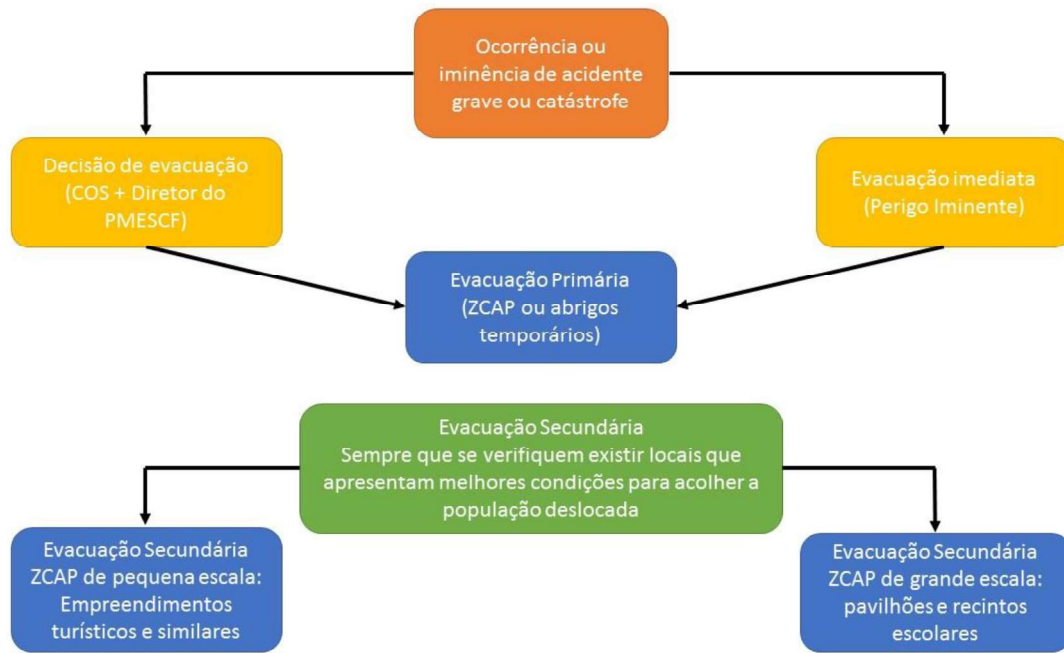 Ocorrência ou
iminência de acidente
grave ou catástrofe
Decisão de evacuação
(COS + Diretor do
PMESCF)
Evacuação imediata
(Perigo Iminente)
Evacuação Primária
(ZCAP ou abrigos
temporários)
Evacuação Secundária
Sempre que se verifiquem existir locais que
apresentam melhores condições para acolher a
população deslocada
Evacuação Secundária
ZCAP de pequena escala:
Empreendimentos
turísticos e similares
Evacuação Secundária
ZCAP de grande escala:
pavilhões e recintos
escolares